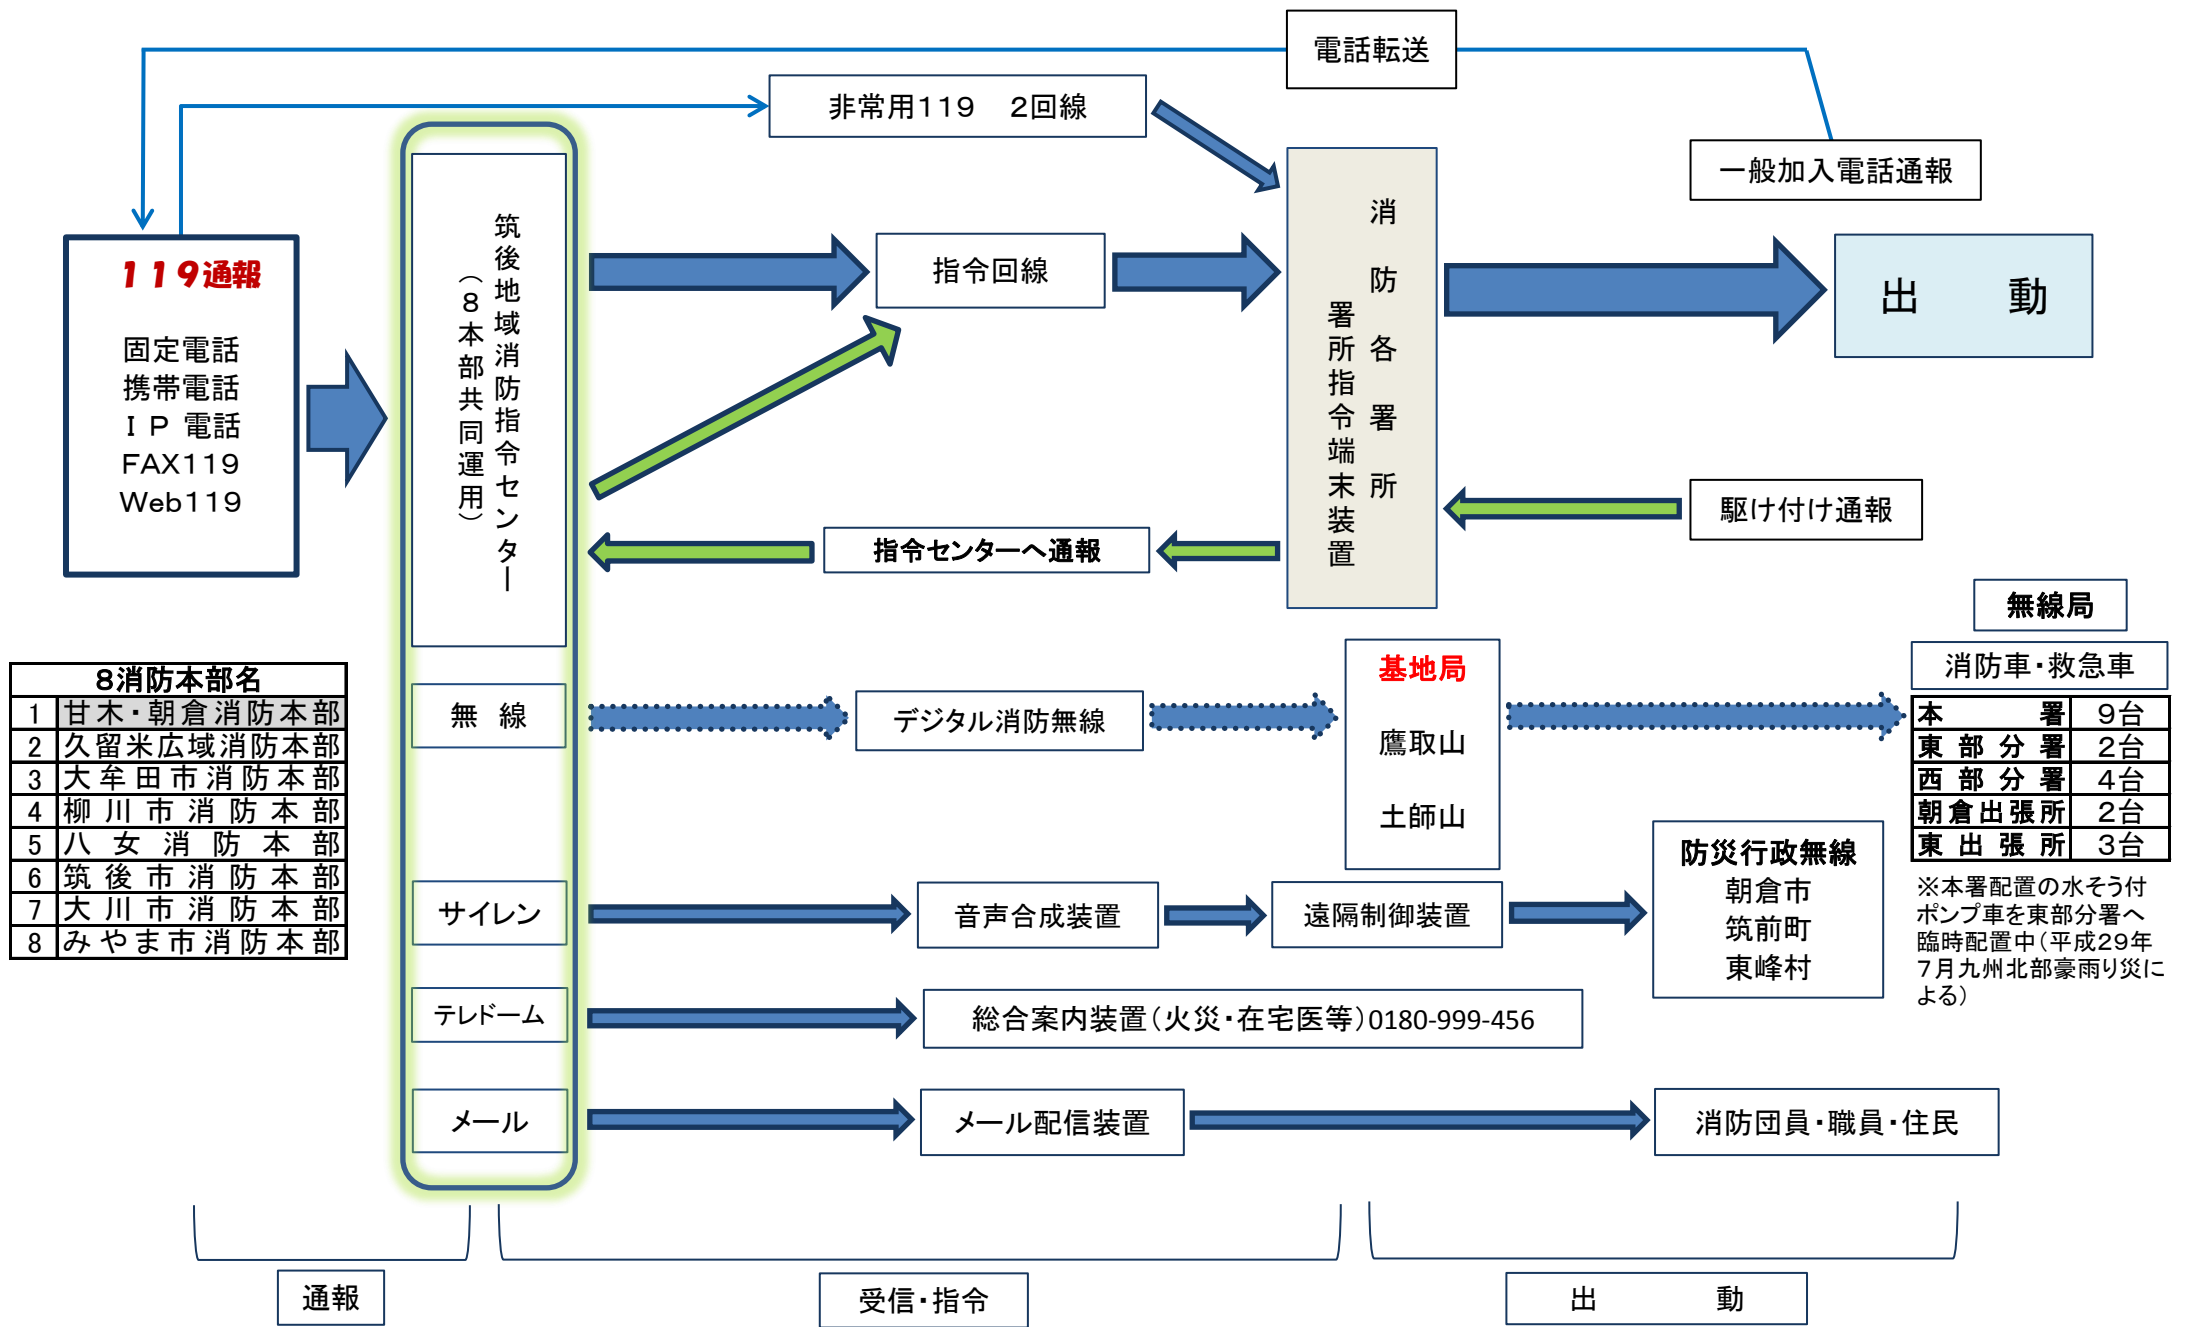 電話転送
非常用119　2回線
一般加入電話通報
119通報
固定電話
携帯電話
ＩＰ電話
FAX119
Web119
筑後地域消防指令センター
（８本部共同運用）
指令回線
消防各署所
署所指令端末装置
出　動
駆け付け通報
指令センターへ通報
無線局
消防車・救急車
本署 9台
東部分署 2台
西部分署 4台
朝倉出張所 2台
東出張所 3台
※本署配置の水そう付
ポンプ車を東部分署へ
臨時配置中（平成29年
7月九州北部豪雨り災に
よる）
8消防本部名
1 甘木・朝倉消防本部
2 久留米広域消防本部
3 大牟田市消防本部
4 柳川市消防本部
5 八女消防本部
6 筑後市消防本部
7 大川市消防本部
8 みやま市消防本部
無線
デジタル消防無線
基地局
鷹取山
土師山
サイレン
音声合成装置
遠隔制御装置
防災行政無線
朝倉市
筑前町
東峰村
テレドーム
総合案内装置（火災・在宅医等）0180-999-456
メール
メール配信装置
消防団員・職員・住民
通報
受信・指令
出　動